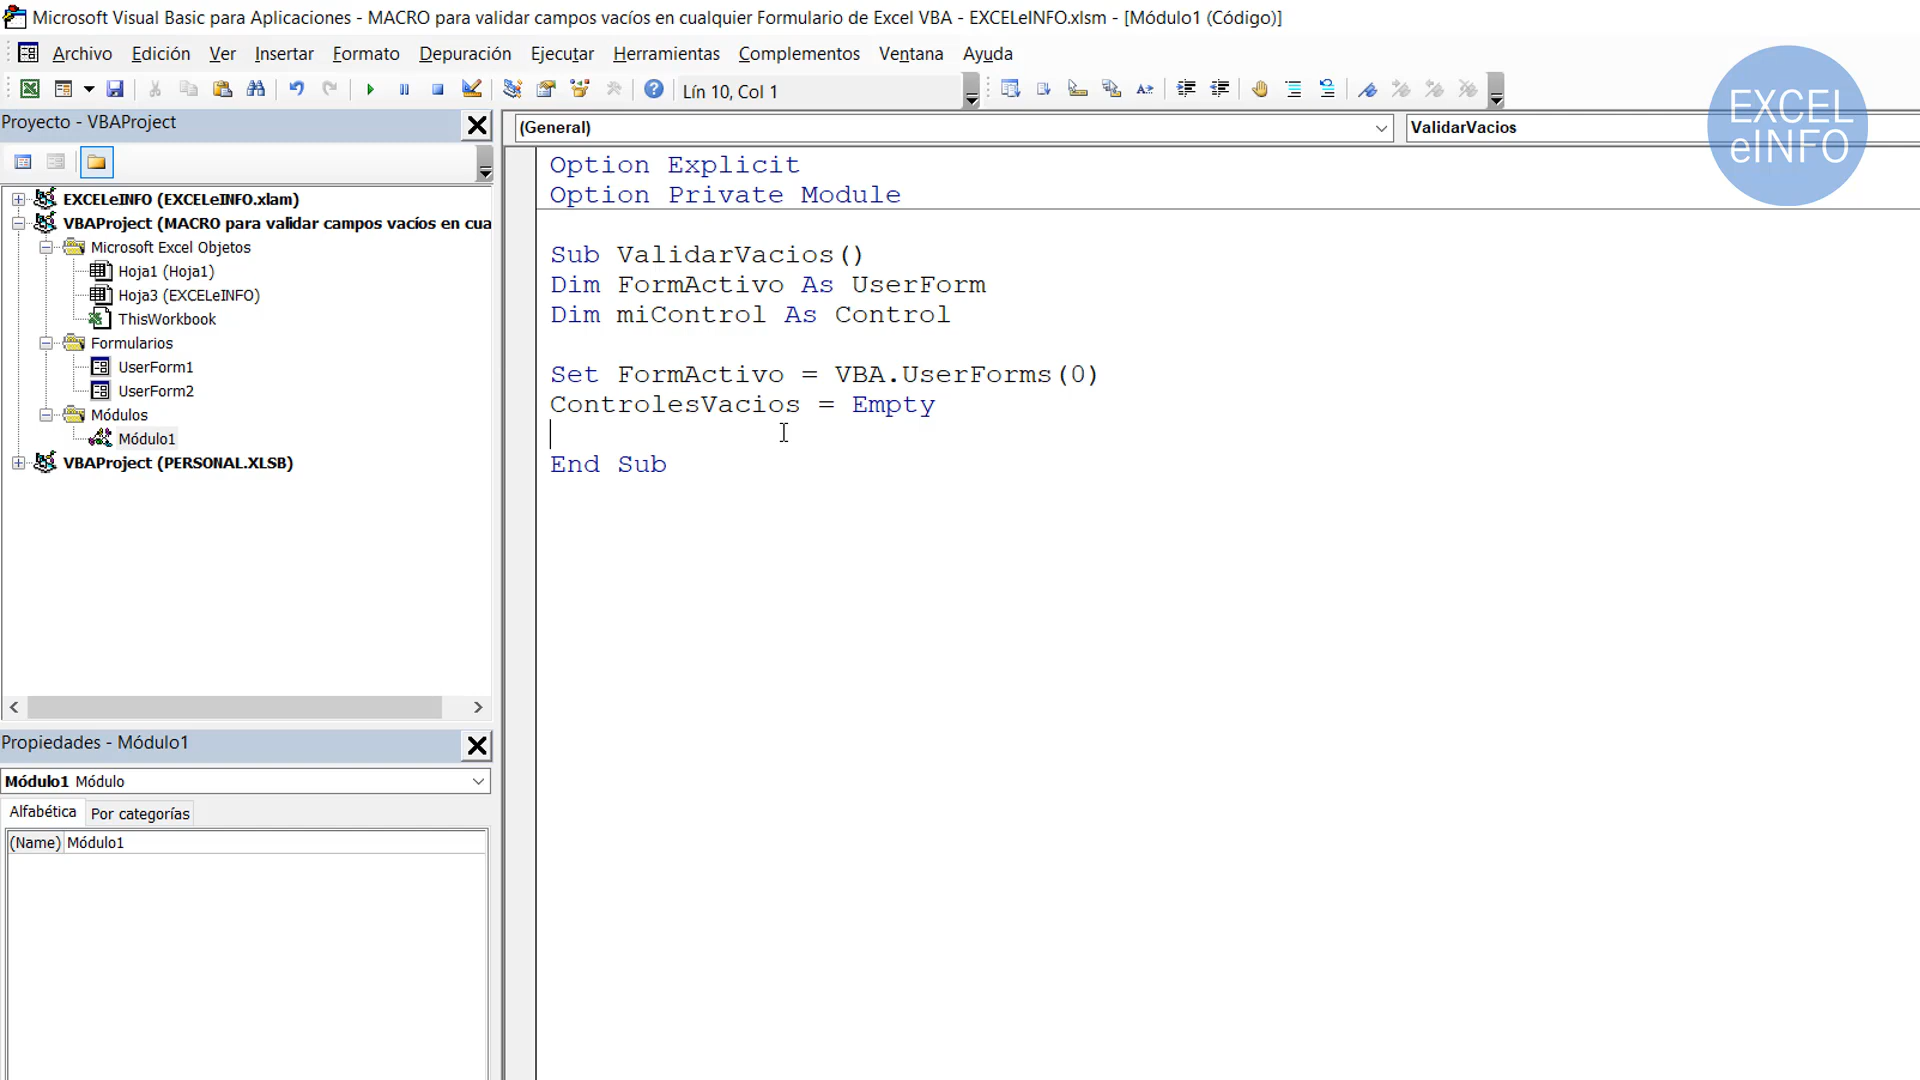 Microsoft Visual Basic para Aplicaciones - MACRO para validar campos vacíos en cualquier Formulario de Excel VBA - EXCELeINFO.xlsm - [Módulo1 (Código)]
Archivo Edición Ver Insertar Formato Depuración Ejecutar Herramientas Complementos Ventana Ayuda
Lín 10, Col 1
EXCEL
eINFO
Proyecto - VBAProject
(General)
ValidarVacios
EXCELeINFO (EXCELeINFO.xlam)
VBAProject (MACRO para validar campos vacíos en cua
Microsoft Excel Objetos
Hoja1 (Hoja1)
Hoja3 (EXCELeINFO)
ThisWorkbook
Formularios
UserForm1
UserForm2
Módulos
Módulo1
VBAProject (PERSONAL.XLSB)
Option Explicit
Option Private Module
Sub ValidarVacios()
Dim FormActivo As UserForm
Dim miControl As Control
Set FormActivo = VBA.UserForms(0)
ControlesVacios = Empty
End Sub
Propiedades - Módulo1
Módulo1 Módulo
Alfabética Por categorías
(Name) Módulo1